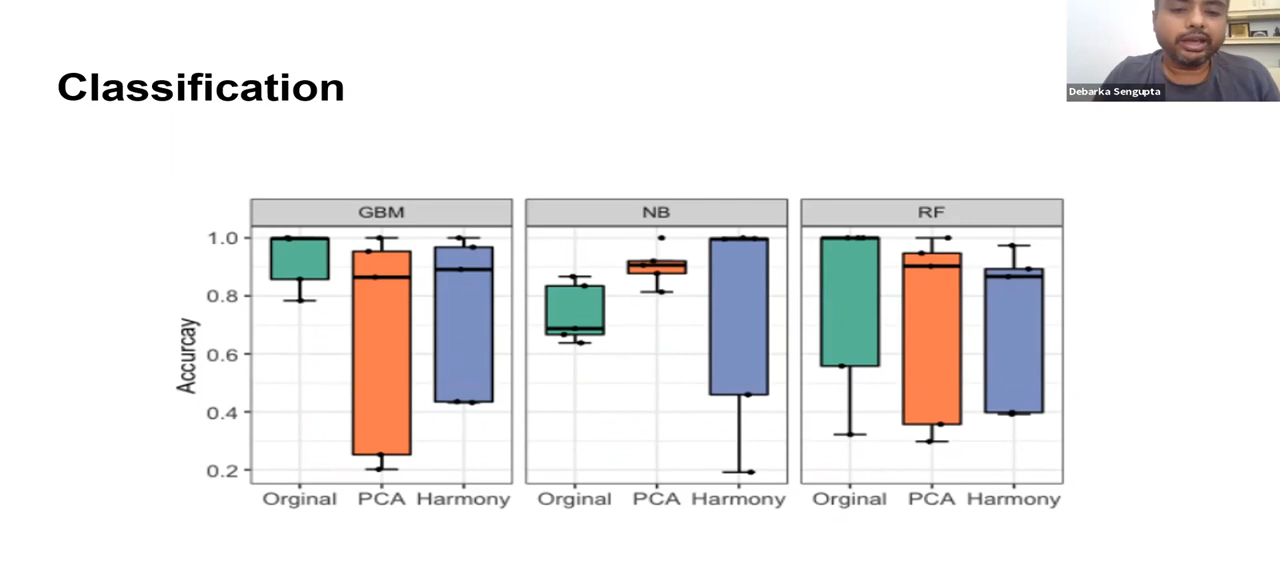 Classification
Debarka Sengupta
GBM NB RF
Accurcay
1.0
0.8
0.6
0.4
0.2
Orginal PCA Harmony Orginal PCA Harmony Orginal PCA Harmony